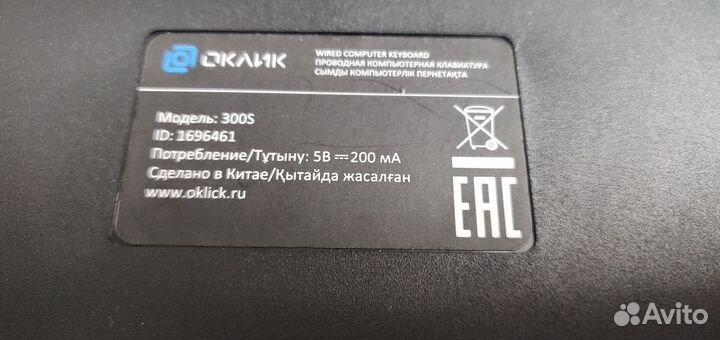 ОКЛИК
WIRED COMPUTER KEYBOARD
ПРОВОДНАЯ КОМПЬЮТЕРНАЯ КЛАВИАТУРА
СЫМДЫ КОМПЬЮТЕРЛІК ПЕРНЕТАҚТА
Модель: 300S
ID: 1696461
Потребление/Тұтыну: 5В ⎓ 200 мА
Сделано в Китае/Қытайда жасалған
www.oklick.ru
EAC
Avito